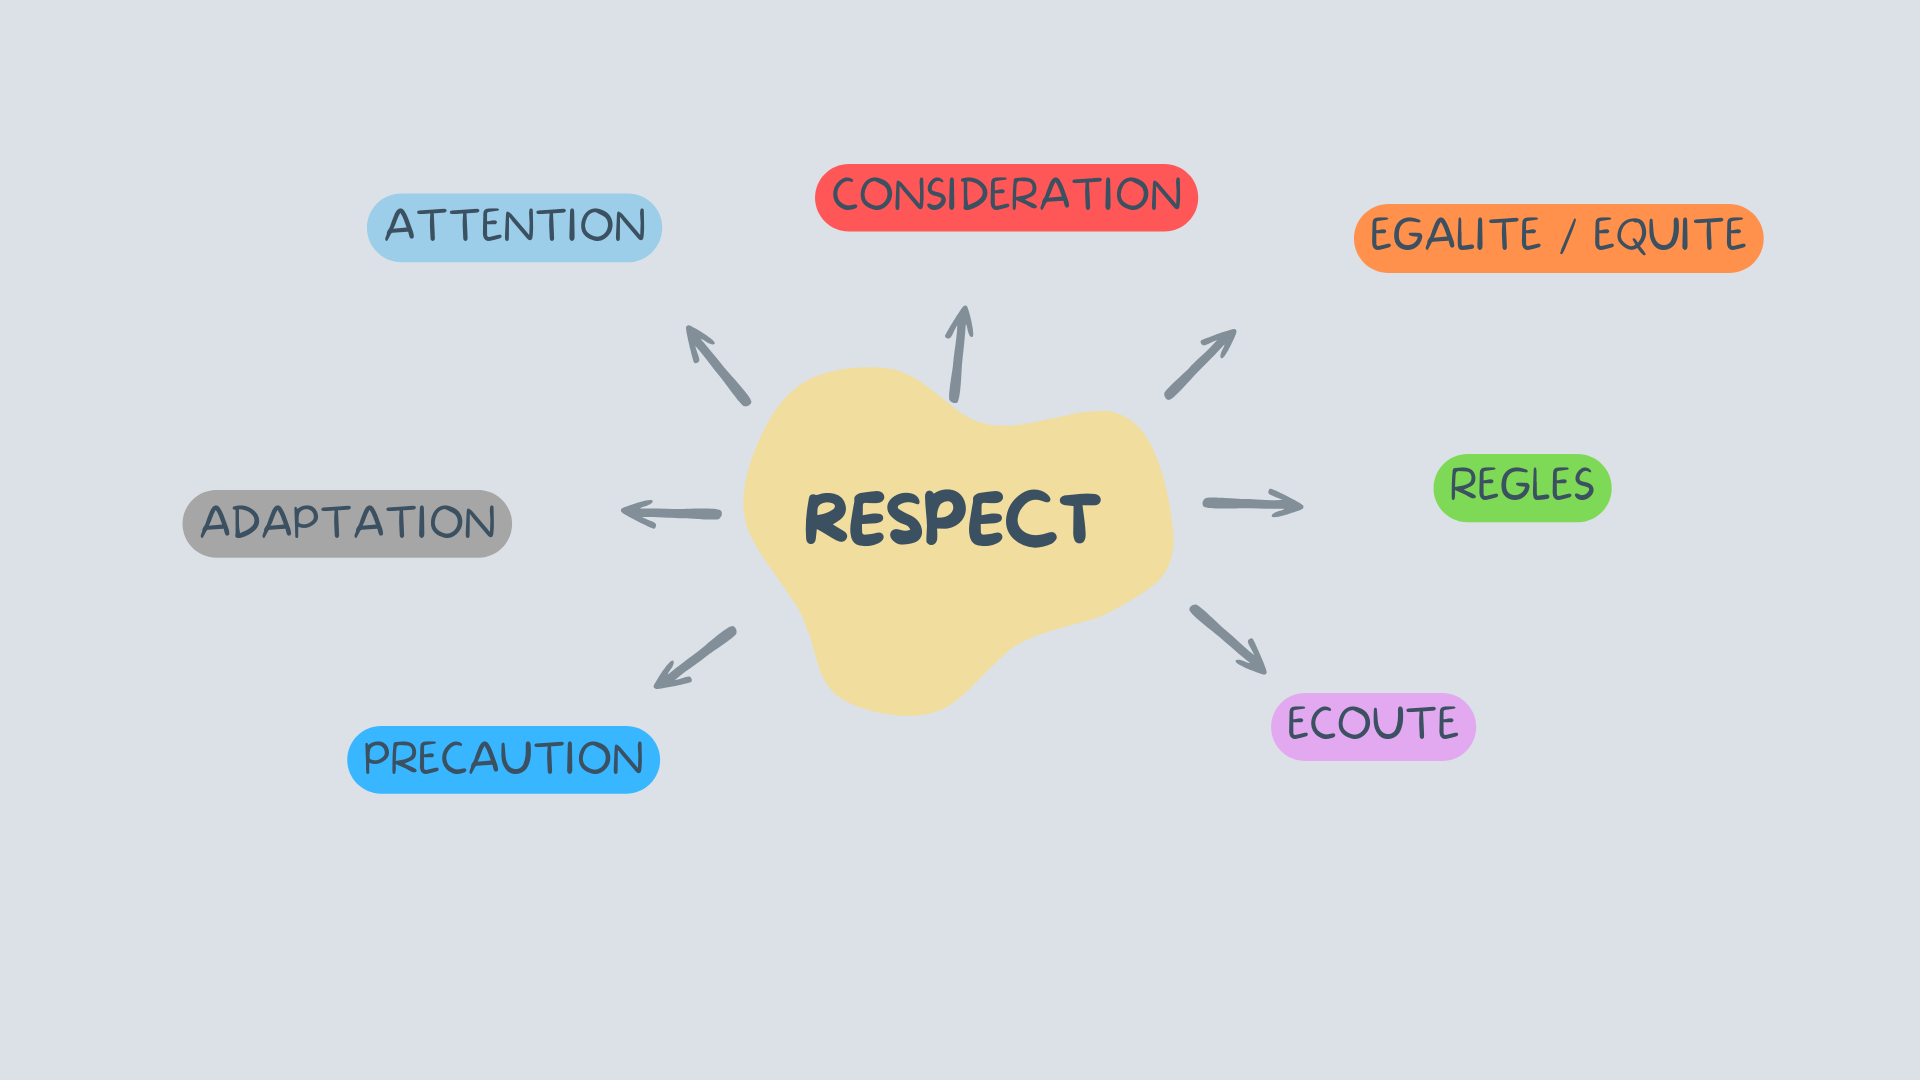 CONSIDERATION
ATTENTION
EGALITE / EQUITE
REGLES
RESPECT
ADAPTATION
ECOUTE
PRECAUTION